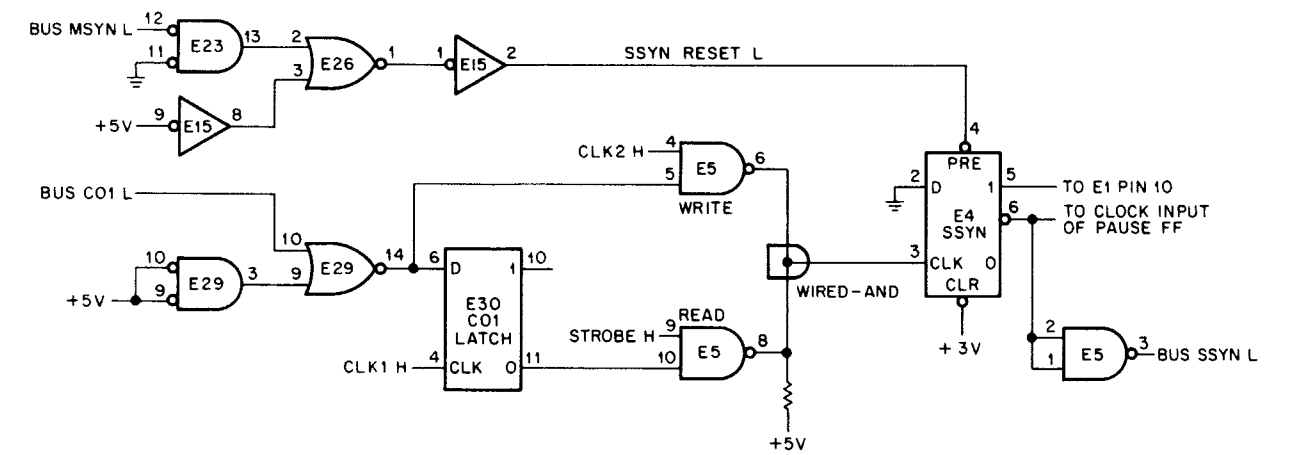 BUS MSYN L
12
11
E23
13
2
3
E26
1
1
E15
2
SSYN RESET L
+5V
9
E15
8
4
PRE
2
D
1
5
TO E1 PIN 10
E4
SSYN
6
TO CLOCK INPUT
OF PAUSE FF
3
CLK
0
CLR
+3V
CLK2 H
4
5
E5
6
WRITE
BUS CO1 L
10
9
E29
14
+5V
10
9
E29
3
6
D
1
10
E30
CO1
LATCH
CLK1 H
4
CLK
0
11
WIRED-AND
READ
STROBE H
9
10
E5
8
+5V
2
1
E5
3
BUS SSYN L